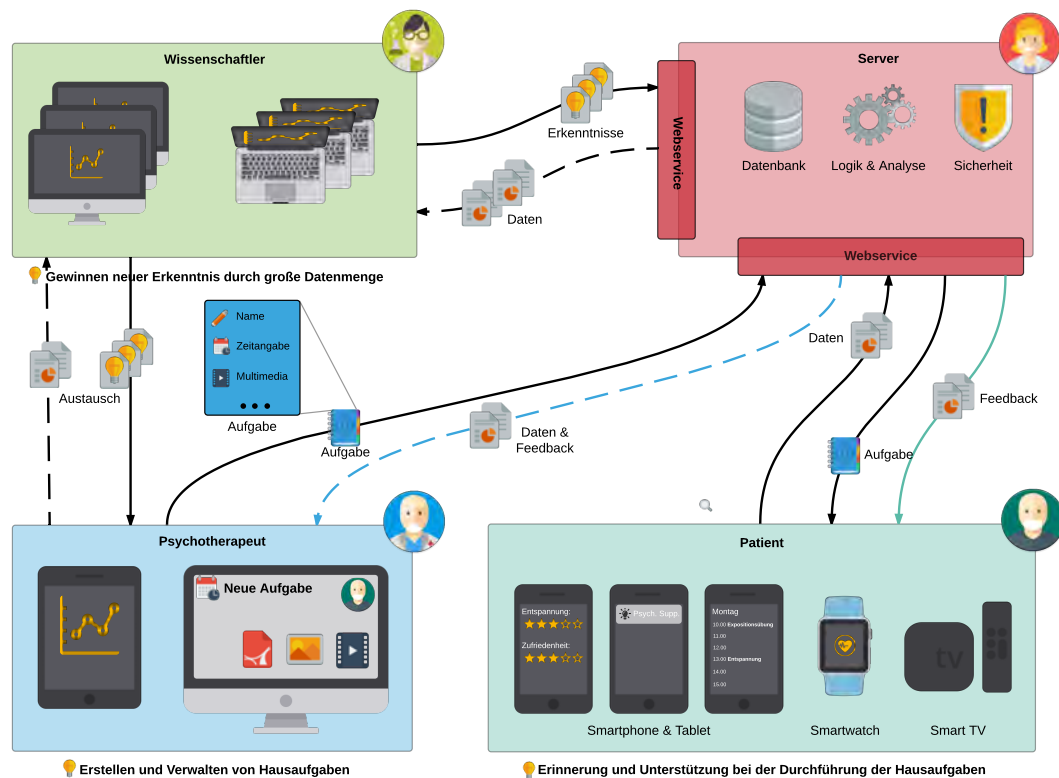 Wissenschaftler
Server
Webservice
Erkenntnisse
Datenbank
Logik & Analyse
Sicherheit
Daten
Webservice
Gewinnen neuer Erkenntnis durch große Datenmenge
Name
Zeitangabe
Multimedia
Aufgabe
Austausch
Aufgabe
Daten &
Feedback
Daten
Feedback
Aufgabe
Psychotherapeut
Neue Aufgabe
Patient
Entspannung:
Zufriedenheit:
Psych. Supp
Montag
10.00 Expositionsübung
11.00
12.00
13.00 Entspannung
14.00
15.00
tv
Smartphone & Tablet
Smartwatch
Smart TV
Erstellen und Verwalten von Hausaufgaben
Erinnerung und Unterstützung bei der Durchführung der Hausaufgaben